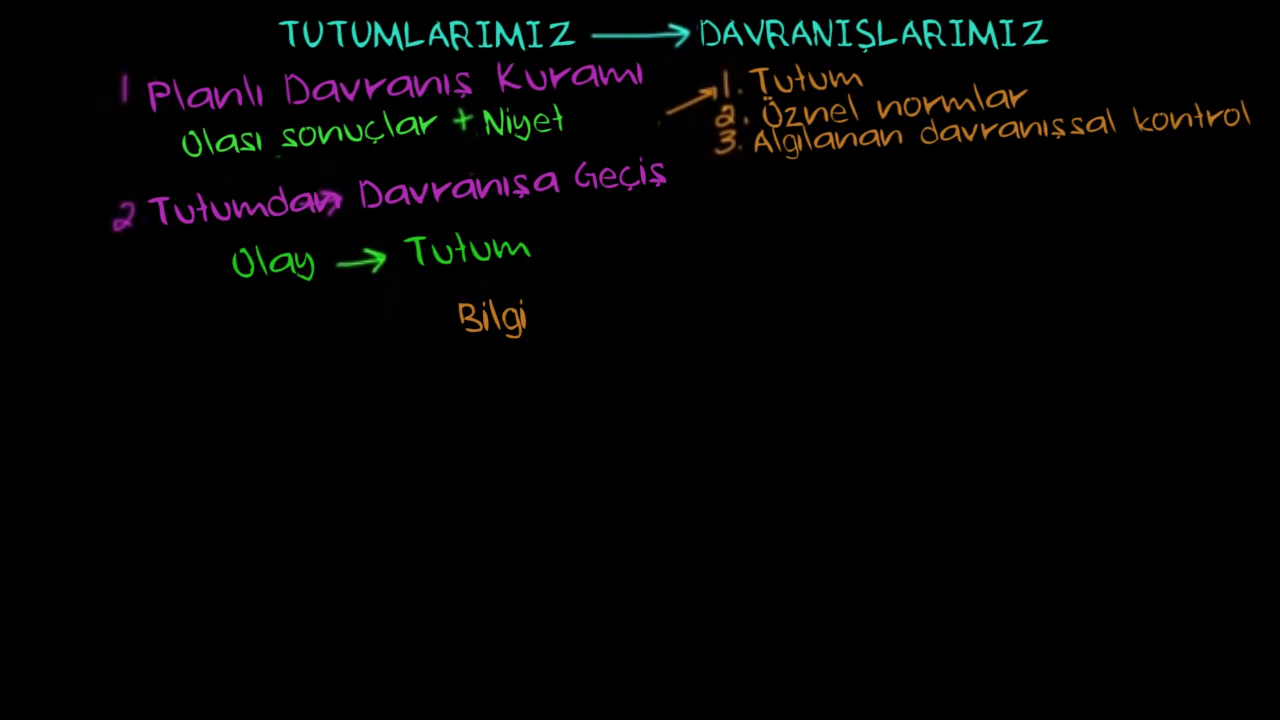 TUTUMLARIMIZ → DAVRANIŞLARIMIZ
1 Planlı Davranış Kuramı
Olası sonuçlar + Niyet
→ 1. Tutum
2. Öznel normlar
3. Algılanan davranışsal kontrol
2 Tutumdan Davranışa Geçiş
Olay → Tutum
Bilgi